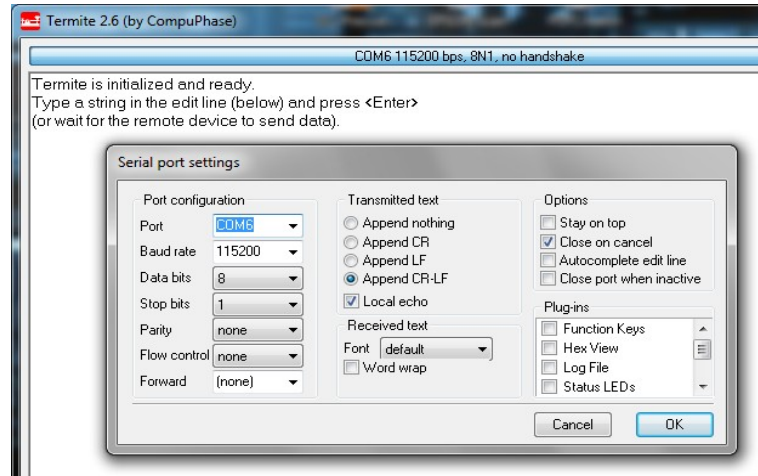 Termite 2.6 (by CompuPhase)
COM6 115200 bps, 8N1, no handshake
Termite is initialized and ready.
Type a string in the edit line (below) and press <Enter>
(or wait for the remote device to send data).
Serial port settings
Port configuration
Port COM6
Baud rate 115200
Data bits 8
Stop bits 1
Parity none
Flow control none
Forward (none)
Transmitted text
Append nothing
Append CR
Append LF
Append CR-LF
Local echo
Received text
Font default
Word wrap
Options
Stay on top
Close on cancel
Autocomplete edit line
Close port when inactive
Plug-ins
Function Keys
Hex View
Log File
Status LEDs
Cancel
OK